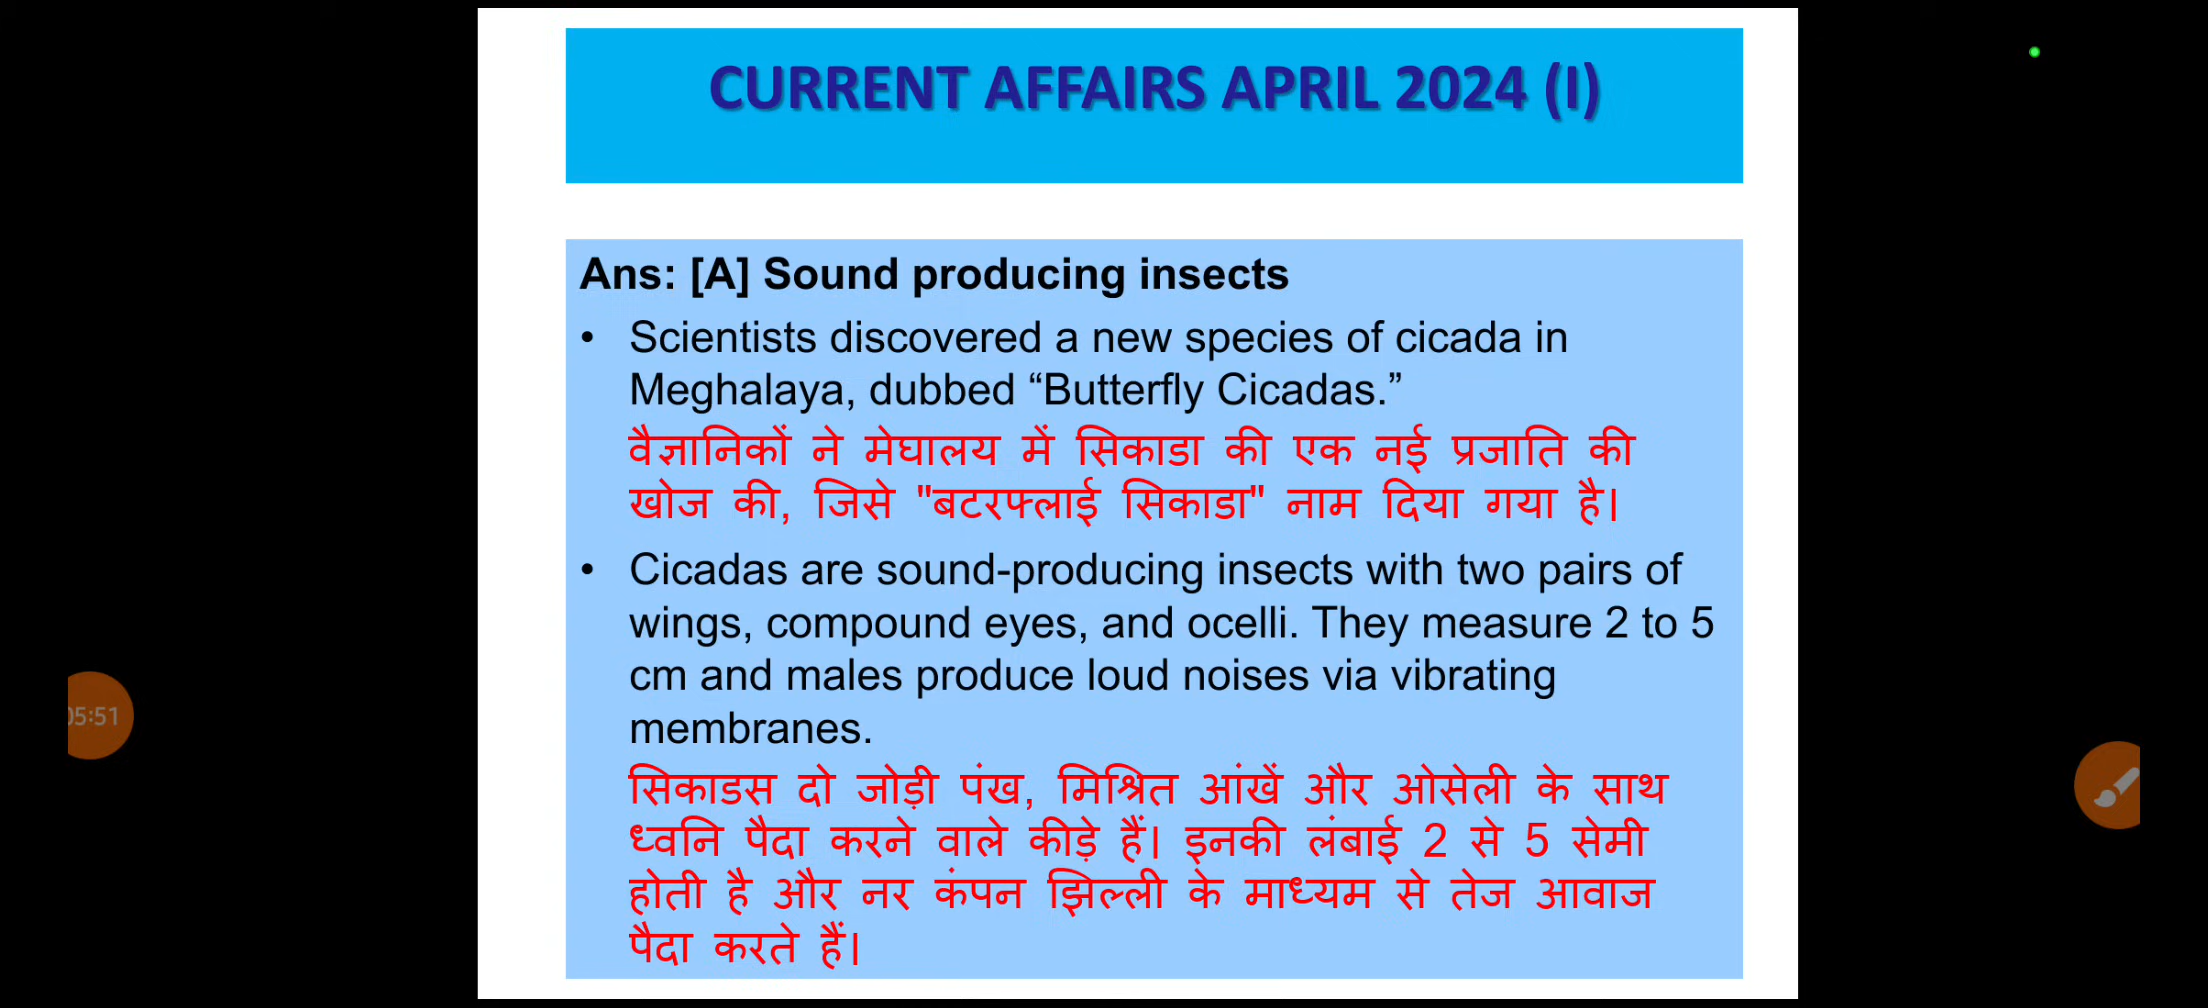 CURRENT AFFAIRS APRIL 2024 (I)
Ans: [A] Sound producing insects
• Scientists discovered a new species of cicada in
Meghalaya, dubbed “Butterfly Cicadas.”
वैज्ञानिकों ने मेघालय में सिकाडा की एक नई प्रजाति की
खोज की, जिसे "बटरफ्लाई सिकाडा" नाम दिया गया है।
• Cicadas are sound-producing insects with two pairs of
wings, compound eyes, and ocelli. They measure 2 to 5
cm and males produce loud noises via vibrating
membranes.
सिकाडस दो जोड़ी पंख, मिश्रित आंखें और ओसेली के साथ
ध्वनि पैदा करने वाले कीड़े हैं। इनकी लंबाई 2 से 5 सेमी
होती है और नर कंपन झिल्ली के माध्यम से तेज आवाज
पैदा करते हैं।
05:51